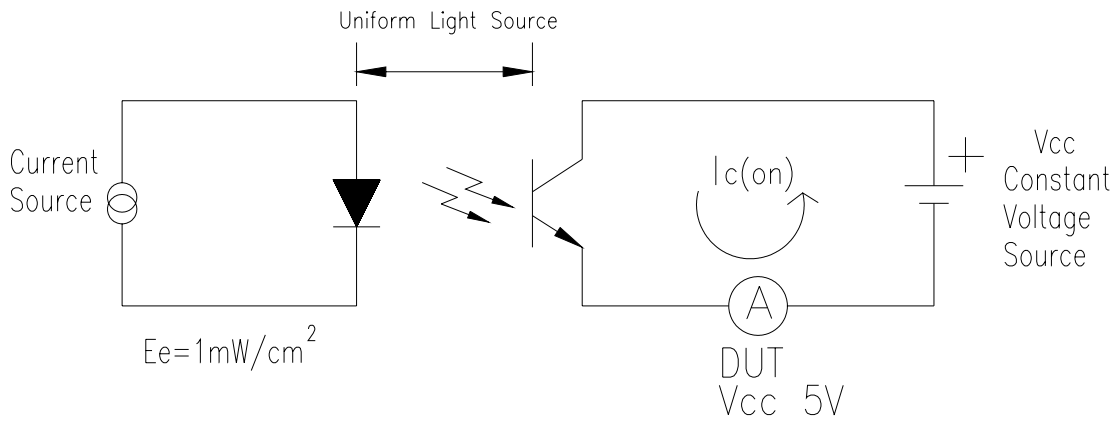 Uniform Light Source
Current
Source
Ic(on)
+
Vcc
Constant
Voltage
Source
A
Ee=1mW/cm²
DUT
Vcc 5V